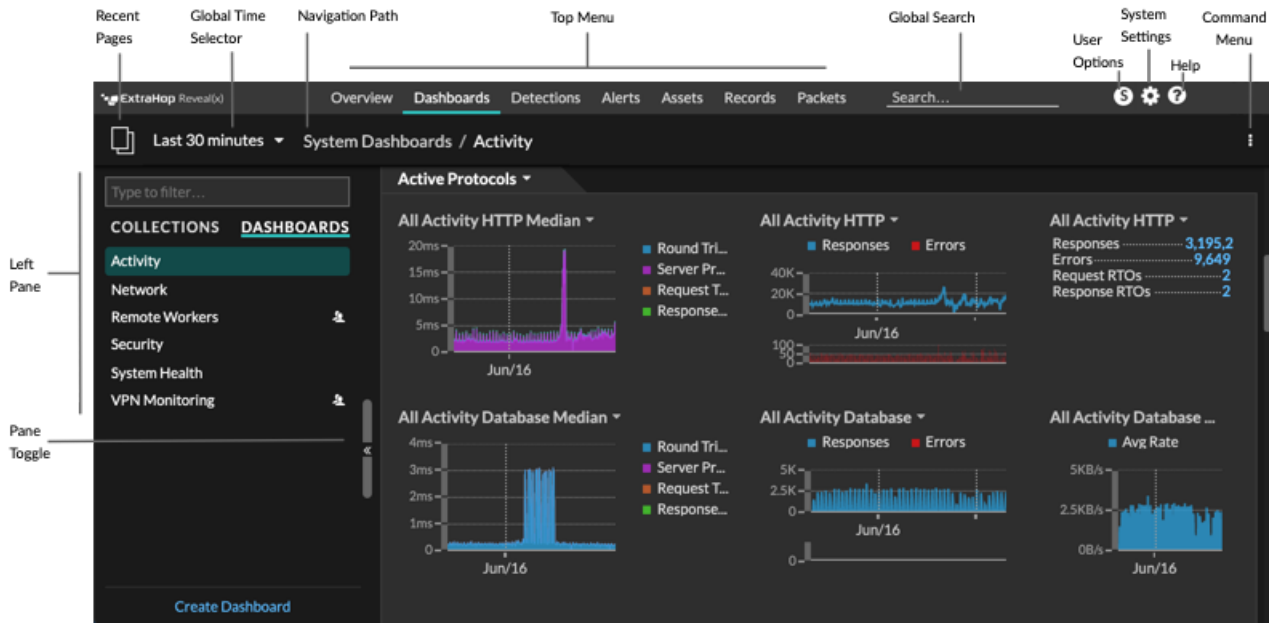 Recent Pages
Global Time Selector
Navigation Path
Top Menu
Global Search
User Options
System Settings
Help
Command Menu
ExtraHop Reveal(x)
Overview Dashboards Detections Alerts Assets Records Packets
Search...
S
?
Last 30 minutes
System Dashboards / Activity
Left Pane
Pane Toggle
Type to filter...
COLLECTIONS DASHBOARDS
Activity
Network
Remote Workers
Security
System Health
VPN Monitoring
«
Create Dashboard
Active Protocols
All Activity HTTP Median
20ms
15ms
10ms
5ms
0
Jun/16
Round Tri...
Server Pr...
Request T...
Response...
All Activity HTTP
Responses Errors
40K
20K
0
Jun/16
100
50
0
All Activity HTTP
Responses 3,195,2
Errors 9,649
Request RTOs 2
Response RTOs 2
All Activity Database Median
4ms
3ms
2ms
1ms
0
Jun/16
Round Tri...
Server Pr...
Request T...
Response...
All Activity Database
Responses Errors
5K
2.5K
0
Jun/16
0
All Activity Database ...
Avg Rate
5KB/s
2.5KB/s
0B/s
Jun/16